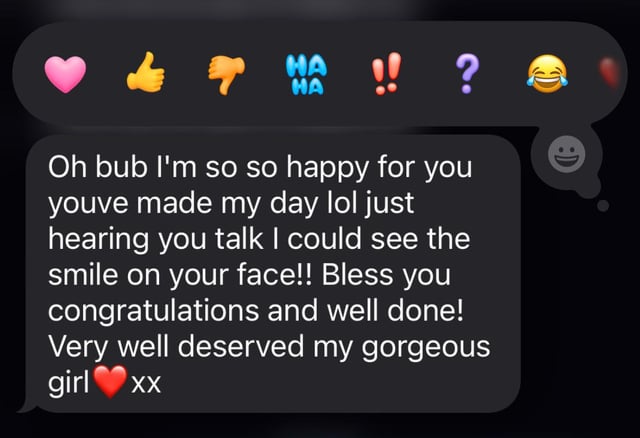 HA
HA
!!
?
Oh bub I'm so so happy for you
youve made my day lol just
hearing you talk I could see the
smile on your face!! Bless you
congratulations and well done!
Very well deserved my gorgeous
girl❤️xx